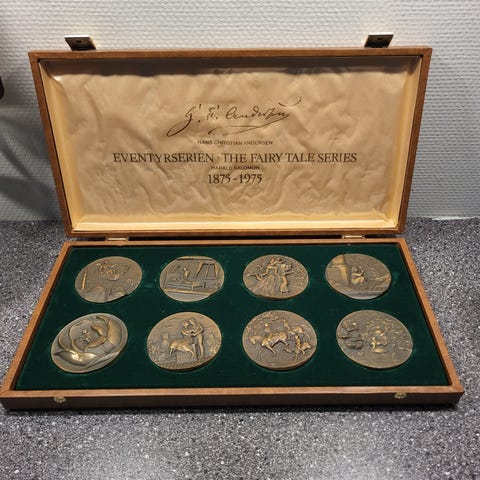 H. C. Andersen
HANS CHRISTIAN ANDERSEN
EVENTYRSERIEN · THE FAIRY TALE SERIES
HARALD SALOMON
1875 - 1975